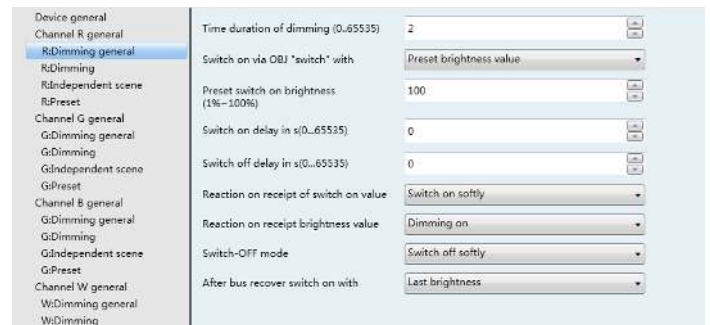 Device general
Channel R general
R:Dimming general
R:Dimming
R:Independent scene
R:Preset
Channel G general
G:Dimming general
G:Dimming
G:Independent scene
G:Preset
Channel B general
G:Dimming general
G:Dimming
G:Independent scene
G:Preset
Channel W general
W:Dimming general
W:Dimming
Time duration of dimming (0..65535) 2
Switch on via OBJ "switch" with Preset brightness value
Preset switch on brightness 100
(1%~100%)
Switch on delay in s(0...65535) 0
Switch off delay in s(0...65535) 0
Reaction on receipt of switch on value Switch on softly
Reaction on receipt brightness value Dimming on
Switch-OFF mode Switch off softly
After bus recover switch on with Last brightness